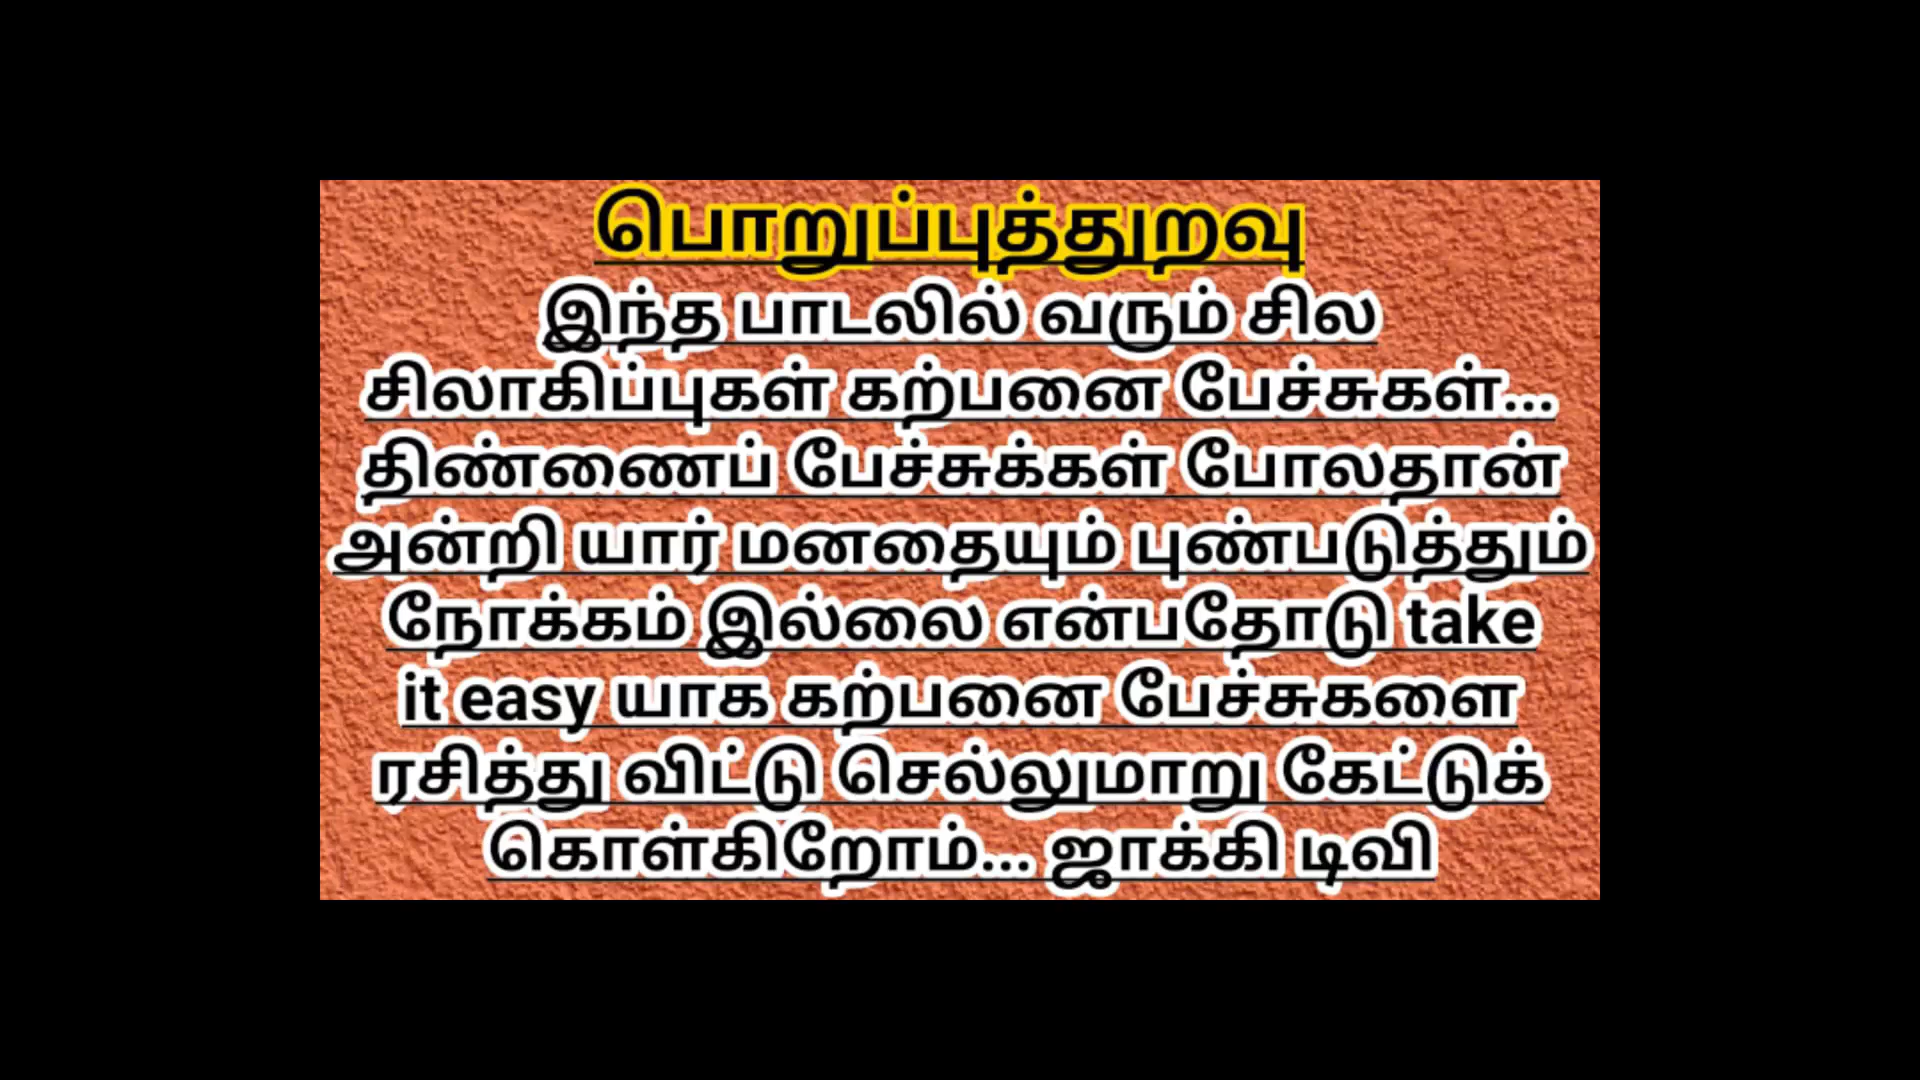 பொறுப்புத்துறவு
இந்த பாடலில் வரும் சில
சிலாகிப்புகள் கற்பனை பேச்சுகள்...
திண்ணைப் பேச்சுக்கள் போலதான்
அன்றி யார் மனதையும் புண்படுத்தும்
நோக்கம் இல்லை என்பதோடு take
it easy யாக கற்பனை பேச்சுகளை
ரசித்து விட்டு செல்லுமாறு கேட்டுக்
கொள்கிறோம்... ஜாக்கி டிவி